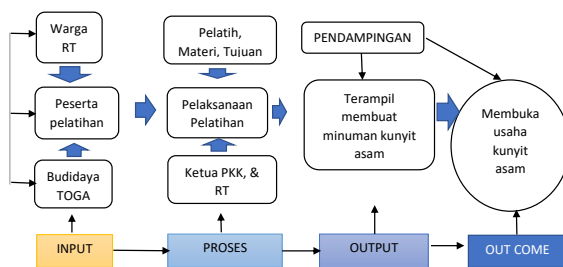 Warga
RT
Peserta
pelatihan
Budidaya
TOGA
Pelatih,
Materi, Tujuan
Pelaksanaan
Pelatihan
Ketua PKK, &
RT
PENDAMPINGAN
Terampil
membuat
minuman kunyit
asam
Membuka
usaha
kunyit
asam
INPUT
PROSES
OUTPUT
OUT COME